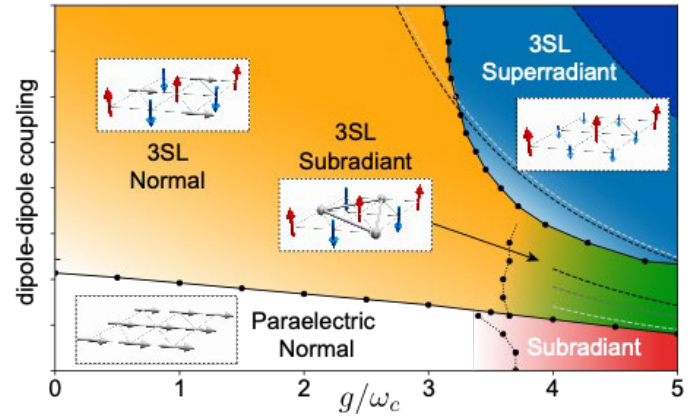 dipole-dipole coupling
3SL
Normal
3SL
Subradiant
3SL
Superradiant
Paraelectric
Normal
Subradiant
0
1
2
3
4
5
g/ω_c